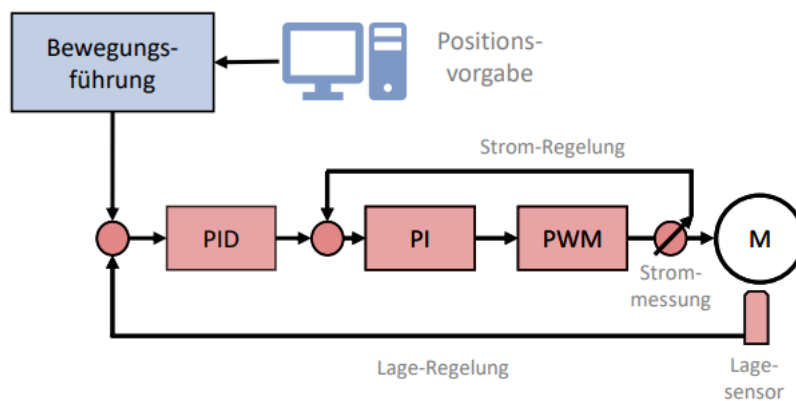 Bewegungs-
führung
Positions-
vorgabe
Strom-Regelung
PID
PI
PWM
M
Strom-
messung
Lage-Regelung
Lage-
sensor